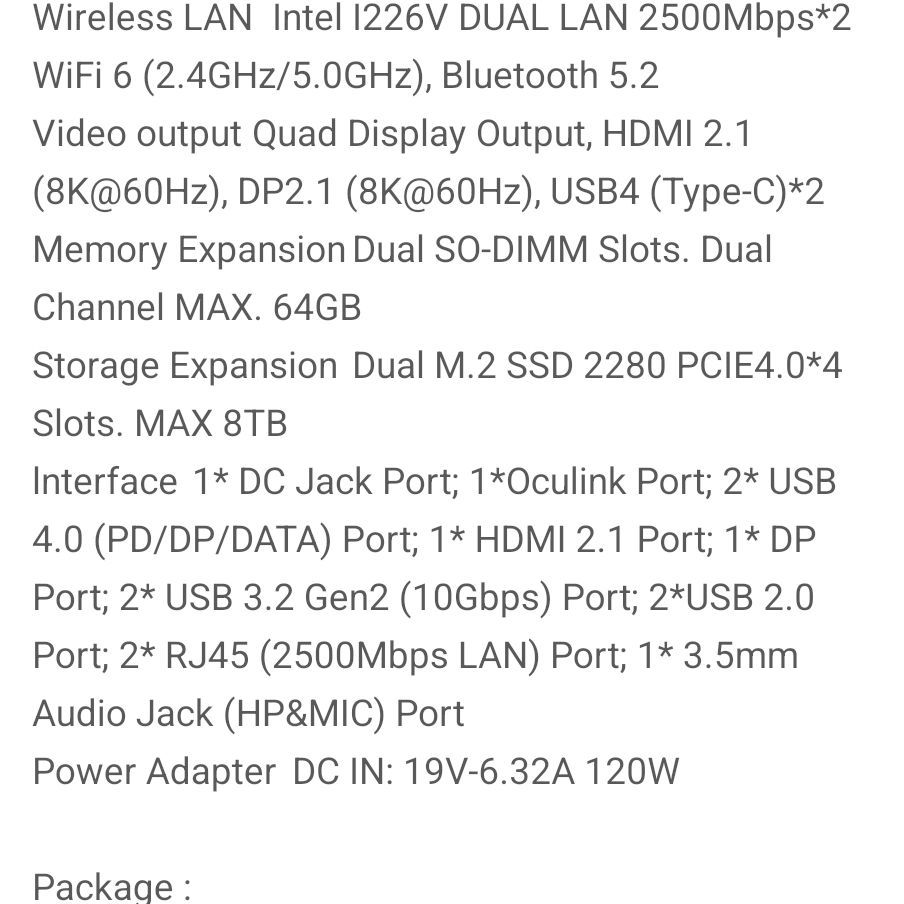 Wireless LAN  Intel I226V DUAL LAN 2500Mbps*2
WiFi 6 (2.4GHz/5.0GHz), Bluetooth 5.2
Video output Quad Display Output, HDMI 2.1
(8K@60Hz), DP2.1 (8K@60Hz), USB4 (Type-C)*2
Memory Expansion Dual SO-DIMM Slots. Dual
Channel MAX. 64GB
Storage Expansion  Dual M.2 SSD 2280 PCIE4.0*4
Slots. MAX 8TB
lnterface  1* DC Jack Port; 1*Oculink Port; 2* USB
4.0 (PD/DP/DATA) Port; 1* HDMI 2.1 Port; 1* DP
Port; 2* USB 3.2 Gen2 (10Gbps) Port; 2*USB 2.0
Port; 2* RJ45 (2500Mbps LAN) Port; 1* 3.5mm
Audio Jack (HP&MIC) Port
Power Adapter  DC IN: 19V-6.32A 120W
Package :